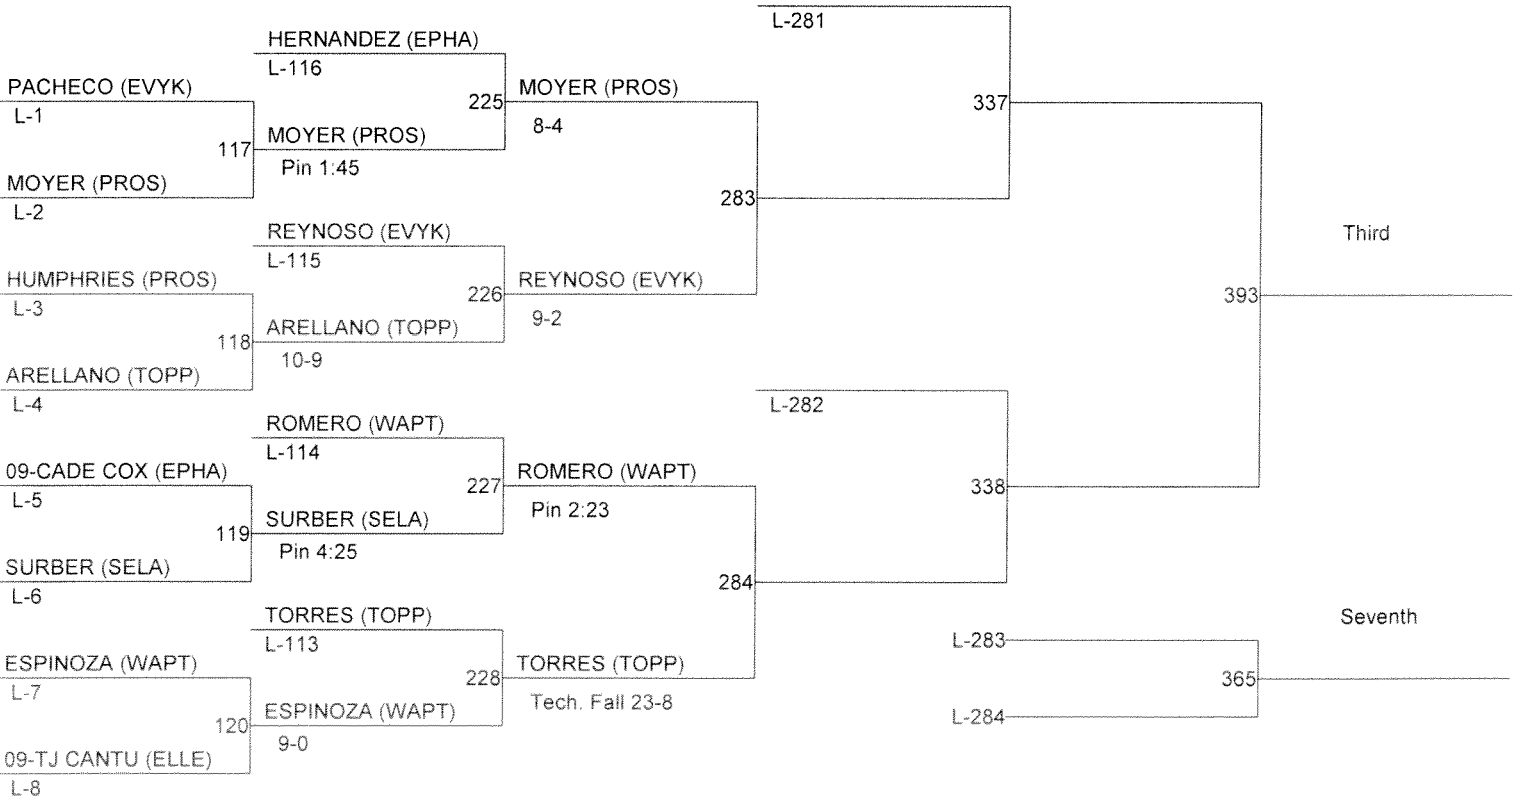 L-281
HERNANDEZ (EPHA)
L-116
PACHECO (EVYK)
L-1
225
MOYER (PROS)
8-4
337
117
MOYER (PROS)
Pin 1:45
MOYER (PROS)
L-2
283
REYNOSO (EVYK)
L-115
Third
HUMPHRIES (PROS)
L-3
226
REYNOSO (EVYK)
9-2
393
118
ARELLANO (TOPP)
10-9
ARELLANO (TOPP)
L-4
L-282
ROMERO (WAPT)
L-114
09-CADE COX (EPHA)
L-5
227
ROMERO (WAPT)
Pin 2:23
338
119
SURBER (SELA)
Pin 4:25
SURBER (SELA)
L-6
284
TORRES (TOPP)
L-113
Seventh
L-283
ESPINOZA (WAPT)
L-7
228
TORRES (TOPP)
Tech. Fall 23-8
365
120
ESPINOZA (WAPT)
9-0
L-284
09-TJ CANTU (ELLE)
L-8